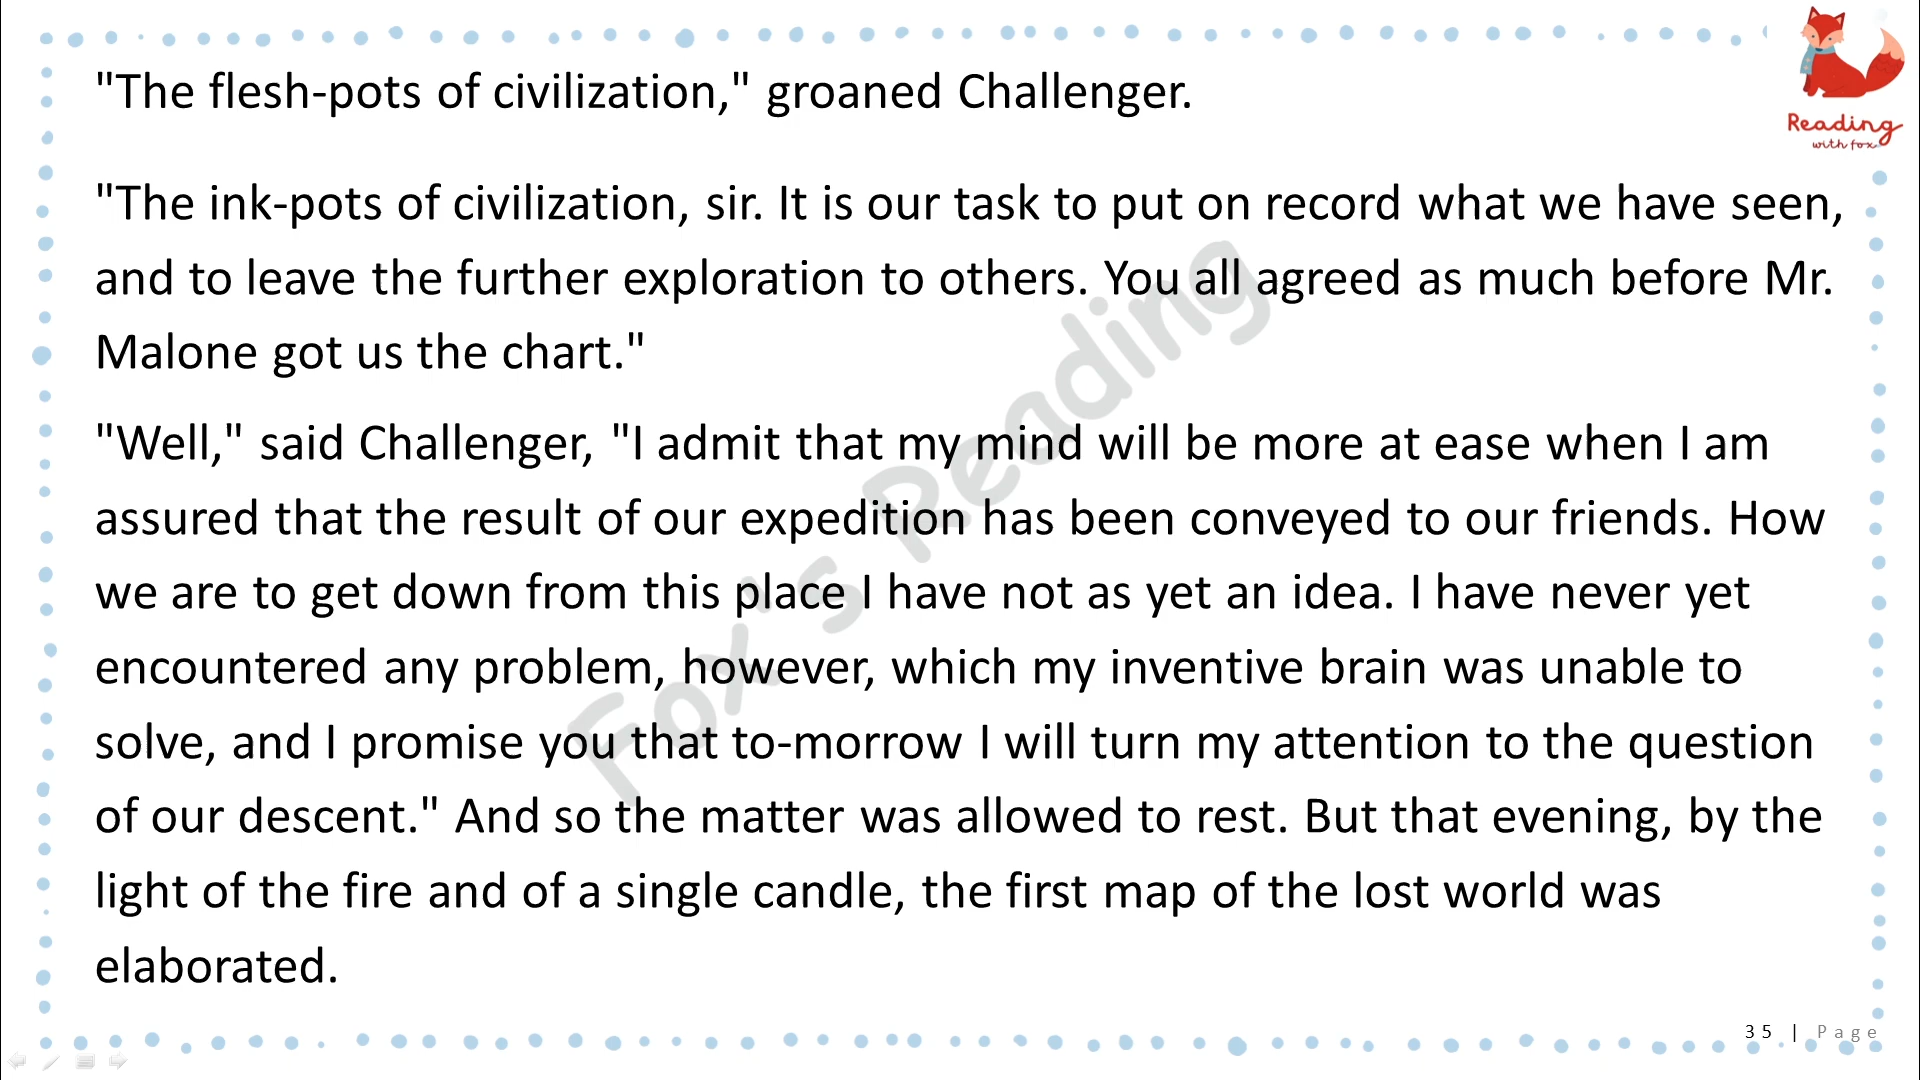 "The flesh-pots of civilization," groaned Challenger.
Reading
with fox
"The ink-pots of civilization, sir. It is our task to put on record what we have seen,
and to leave the further exploration to others. You all agreed as much before Mr.
Malone got us the chart."
"Well," said Challenger, "I admit that my mind will be more at ease when I am
assured that the result of our expedition has been conveyed to our friends. How
we are to get down from this place I have not as yet an idea. I have never yet
encountered any problem, however, which my inventive brain was unable to
solve, and I promise you that to-morrow I will turn my attention to the question
of our descent." And so the matter was allowed to rest. But that evening, by the
light of the fire and of a single candle, the first map of the lost world was
elaborated.
Fox's Reading
35 | Page